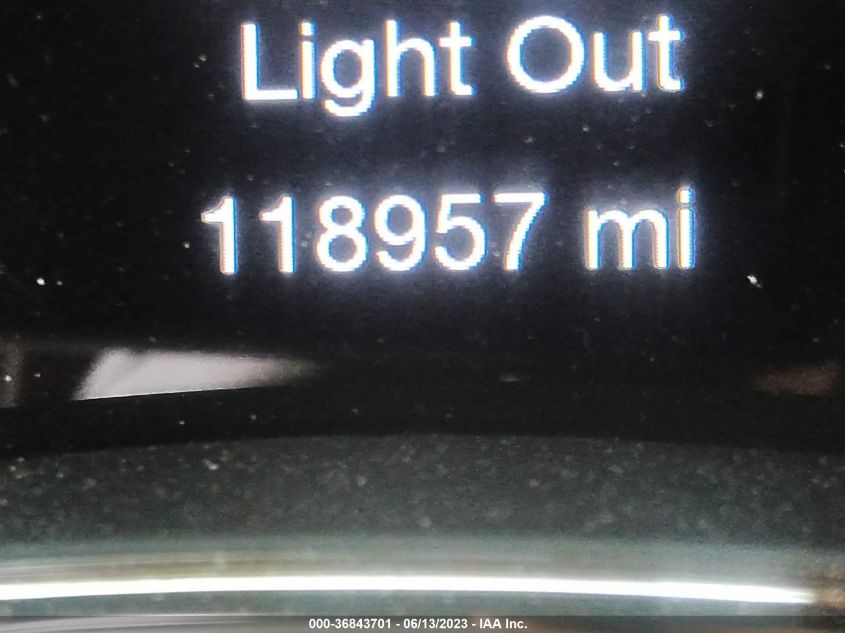 Light Out
118957 mi
000-36843701 - 06/13/2023 - IAA Inc.